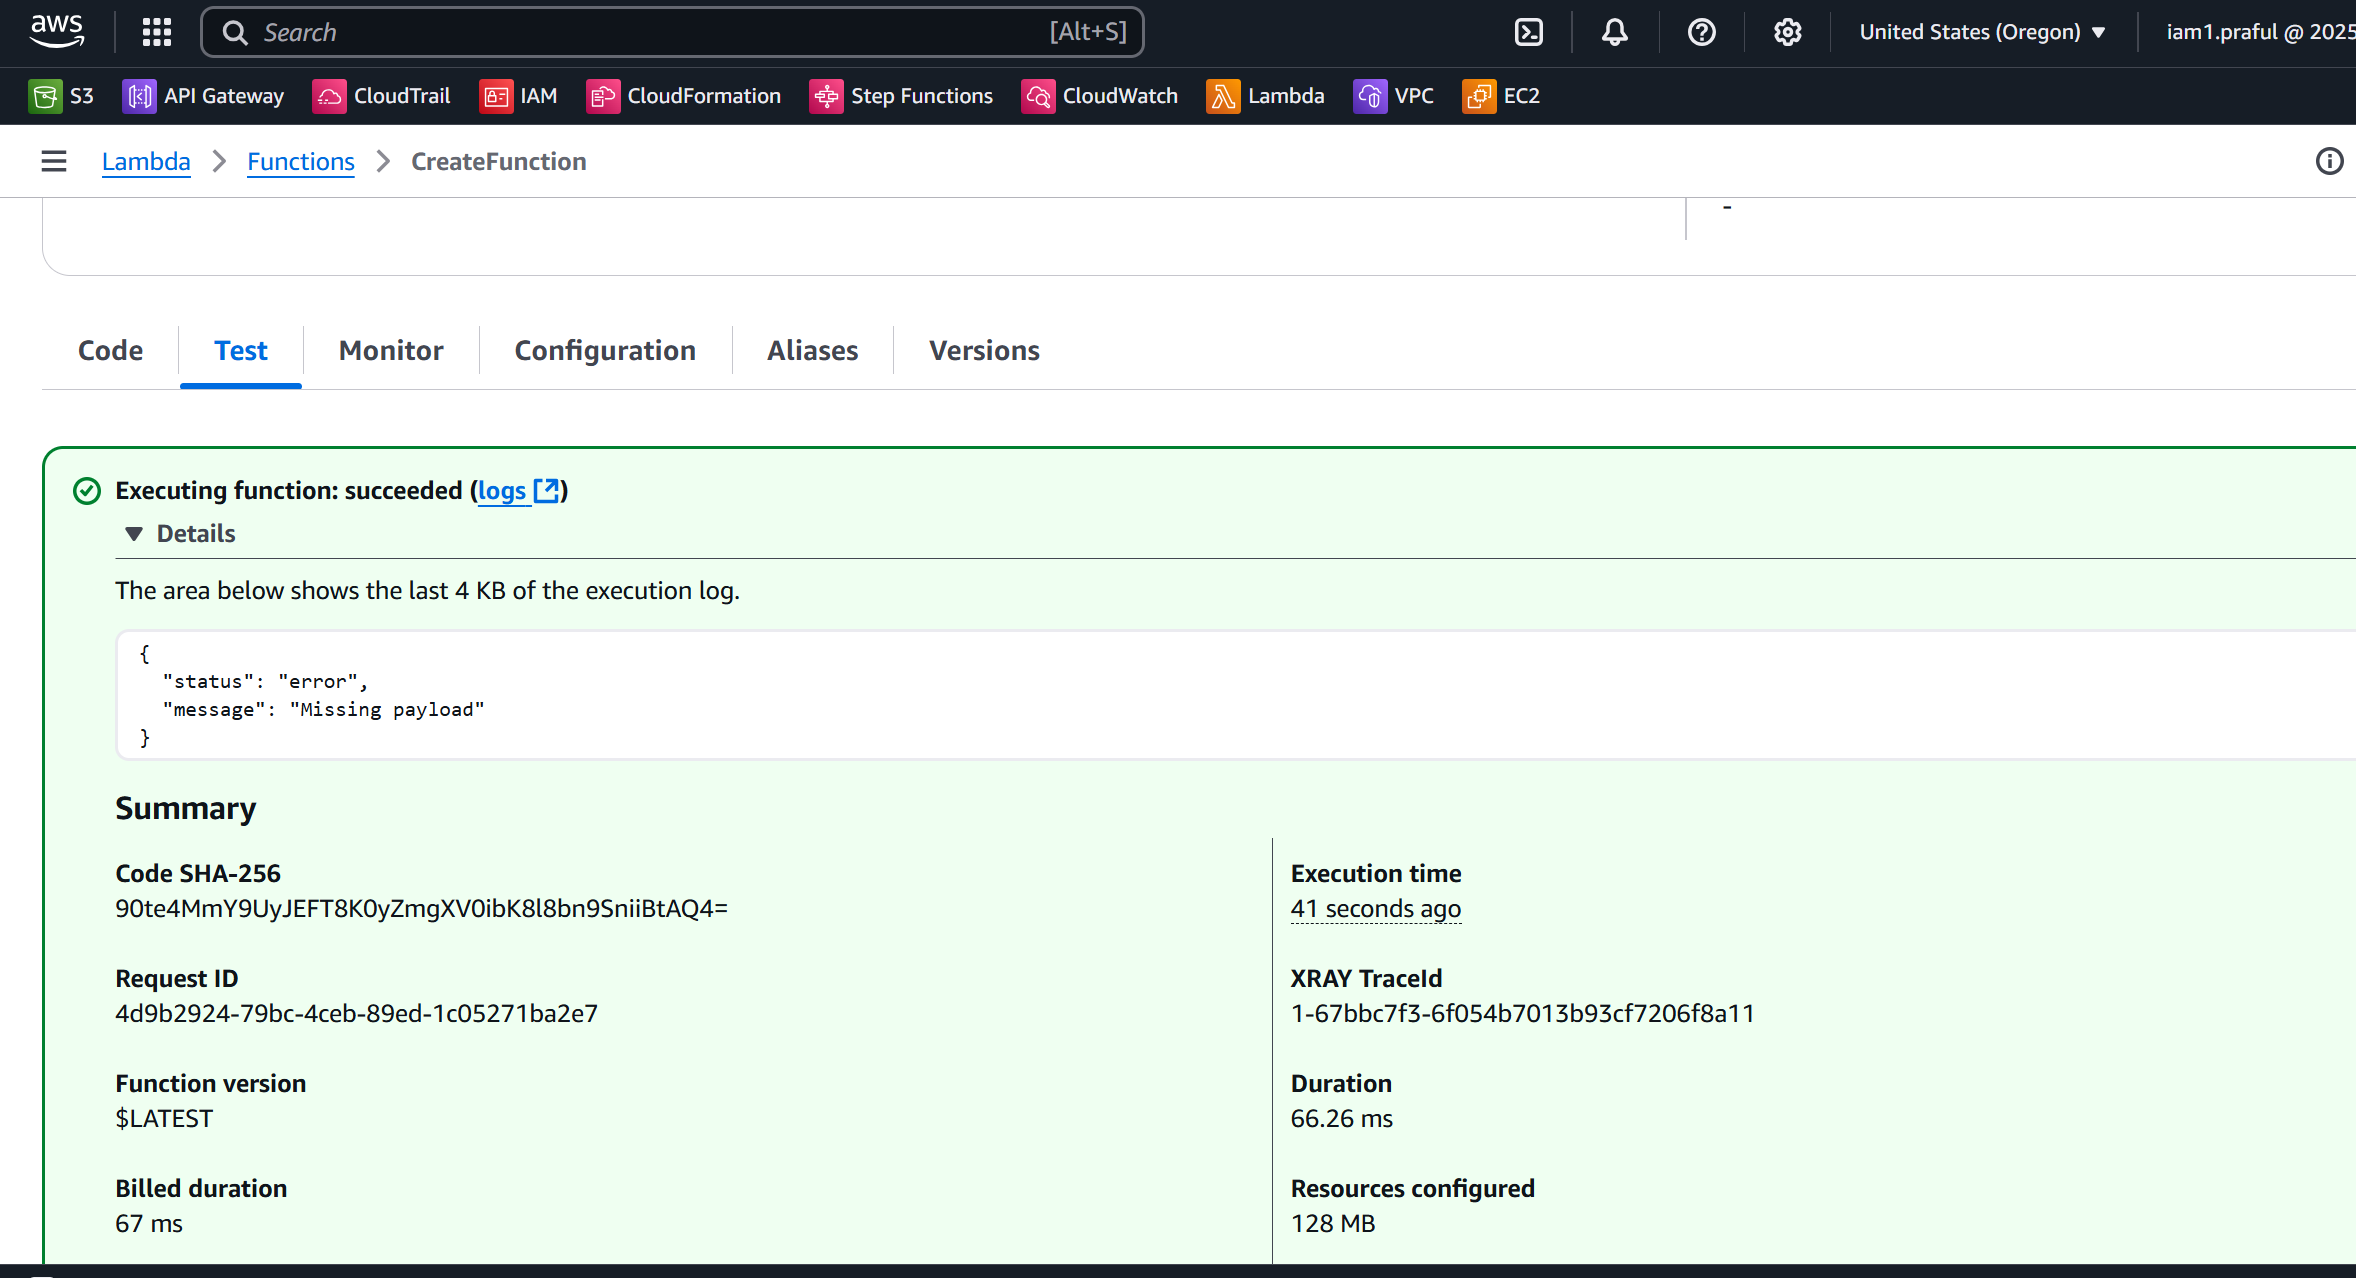 aws
Search [Alt+S]
United States (Oregon) ▼
iam1.praful @ 2025
S3 API Gateway CloudTrail IAM CloudFormation Step Functions CloudWatch Lambda VPC EC2
Lambda > Functions > CreateFunction
-
Code Test Monitor Configuration Aliases Versions
Executing function: succeeded (logs)
▼ Details
The area below shows the last 4 KB of the execution log.
{
"status": "error",
"message": "Missing payload"
}
Summary
Code SHA-256
90te4MmY9UyJEFT8K0yZmgXV0ibK8l8bn9SniiBtAQ4=
Execution time
41 seconds ago
Request ID
4d9b2924-79bc-4ceb-89ed-1c05271ba2e7
XRAY TraceId
1-67bbc7f3-6f054b7013b93cf7206f8a11
Function version
$LATEST
Duration
66.26 ms
Billed duration
67 ms
Resources configured
128 MB